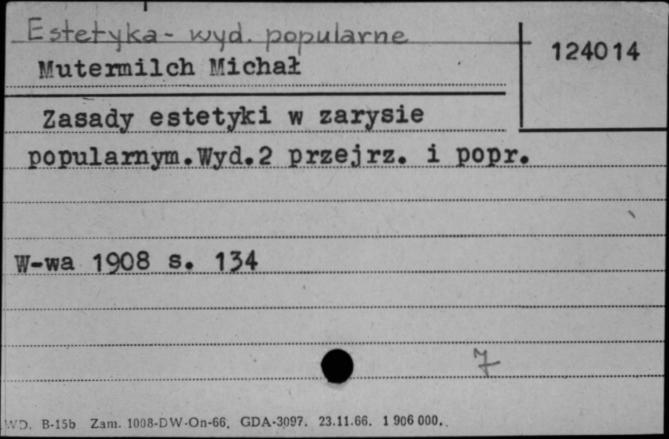 Estetyka - wyd. popularne
124014
Mutermilch Michał
Zasady estetyki w zarysie
popularnym.Wyd.2 przejrz. i popr.
W-wa 1908 s. 134
7
WD. B-15b Zam. 1008-DW-On-66. GDA-3097. 23.11.66. 1 906 000.